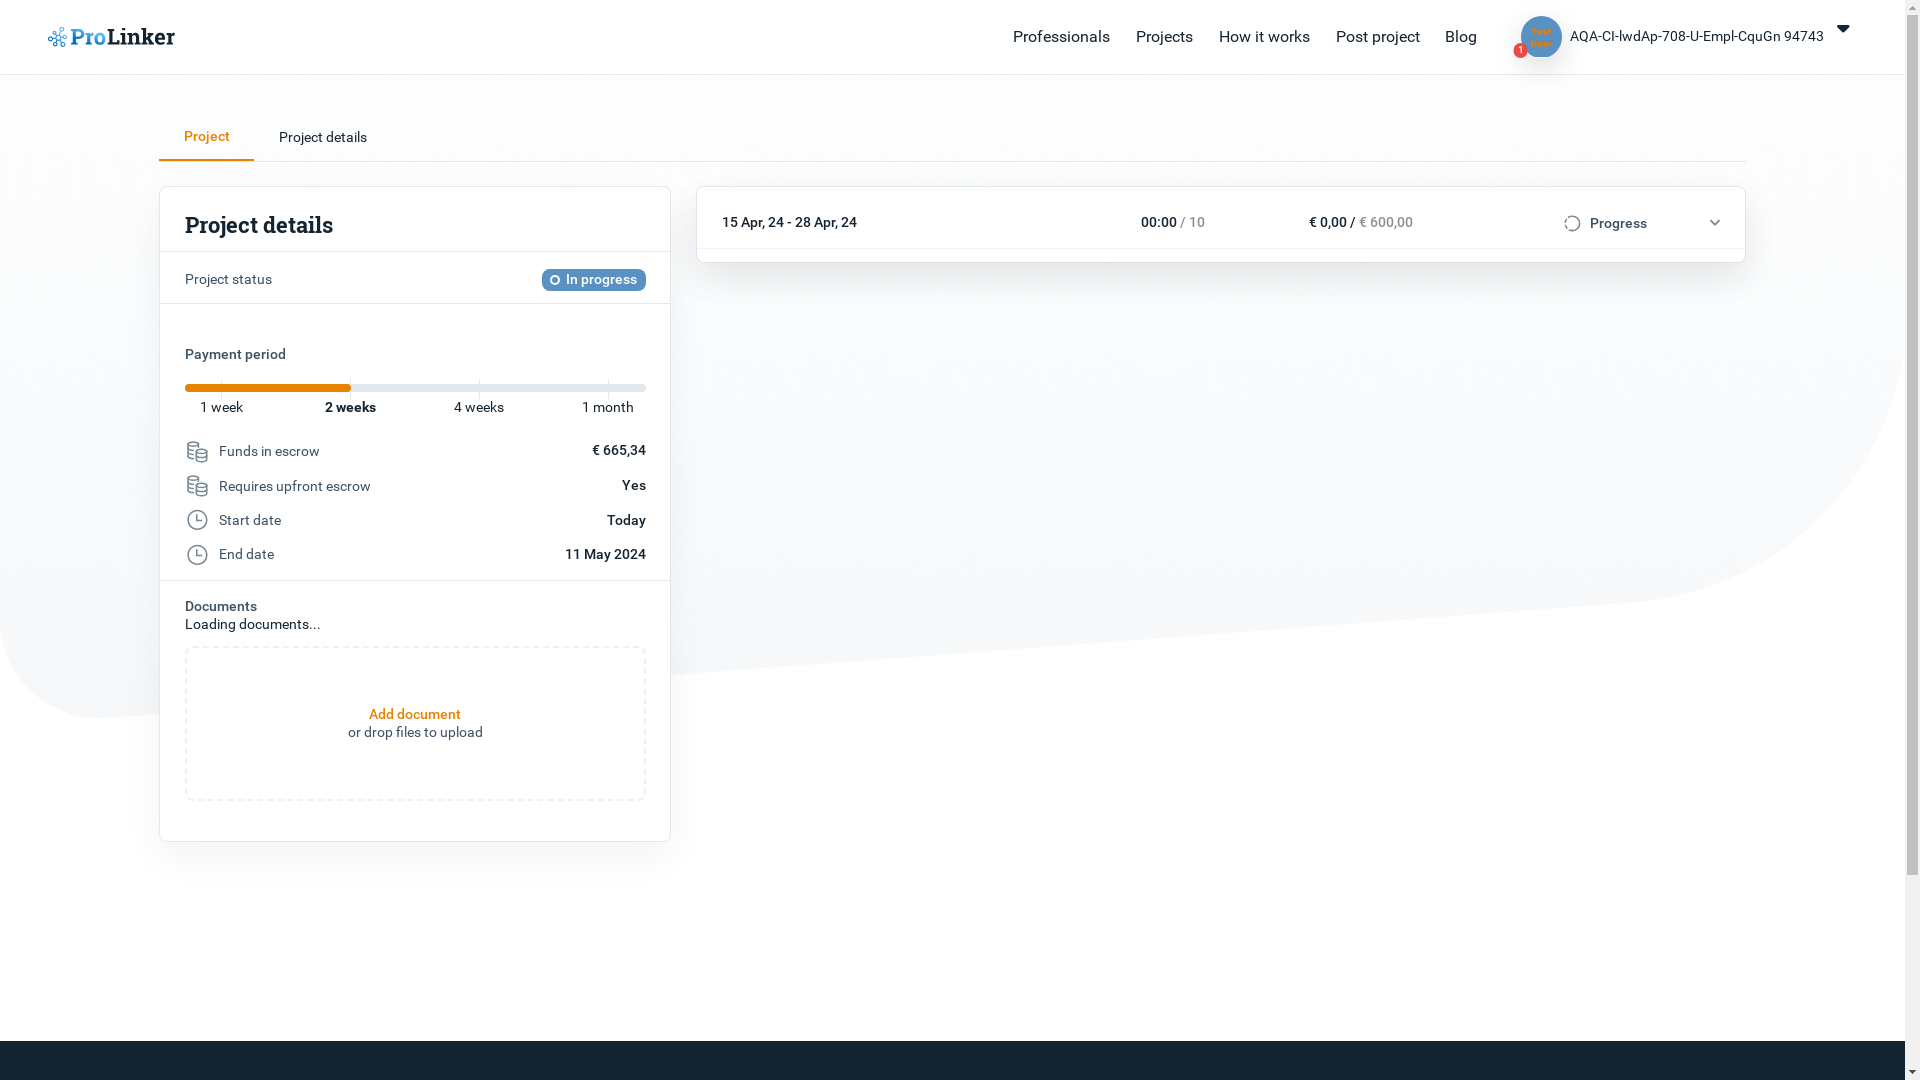 ProLinker
Professionals
Projects
How it works
Post project
Blog
Test
User
1
AQA-CI-lwdAp-708-U-Empl-CquGn 94743
Project
Project details
Project details
Project status
In progress
Payment period
1 week
2 weeks
4 weeks
1 month
Funds in escrow
€ 665,34
Requires upfront escrow
Yes
Start date
Today
End date
11 May 2024
Documents
Loading documents...
Add document
or drop files to upload
15 Apr, 24 - 28 Apr, 24
00:00 / 10
€ 0,00 / € 600,00
Progress